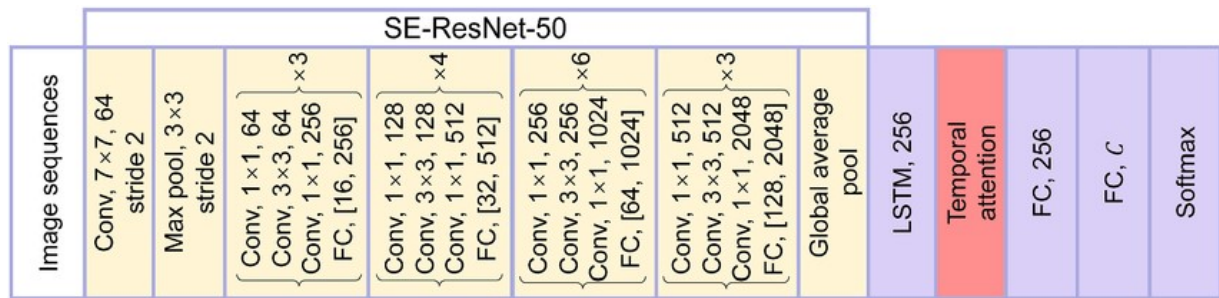 SE-ResNet-50
Image sequences
Conv, 7×7, 64
stride 2
Max pool, 3×3
stride 2
Conv, 1×1, 64
Conv, 3×3, 64
Conv, 1×1, 256
FC, [16, 256]
×3
Conv, 1×1, 128
Conv, 3×3, 128
Conv, 1×1, 512
FC, [32, 512]
×4
Conv, 1×1, 256
Conv, 3×3, 256
Conv, 1×1, 1024
FC, [64, 1024]
×6
Conv, 1×1, 512
Conv, 3×3, 512
Conv, 1×1, 2048
FC, [128, 2048]
×3
Global average
pool
LSTM, 256
Temporal
attention
FC, 256
FC, C
Softmax